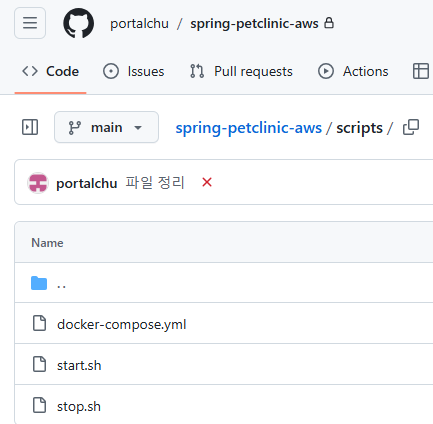 portalchu / spring-petclinic-aws
Code Issues Pull requests Actions
main spring-petclinic-aws / scripts /
portalchu 파일 정리
Name
..
docker-compose.yml
start.sh
stop.sh